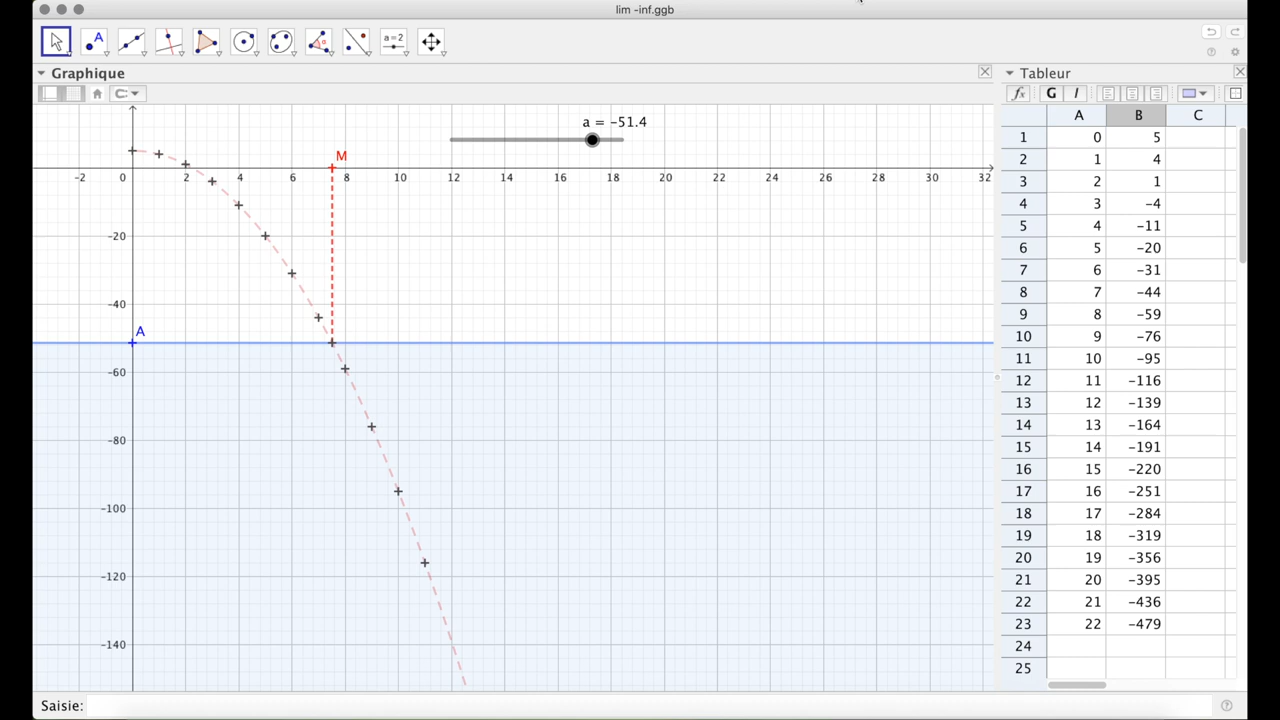 lim -inf.ggb
A
a=2
Graphique
Tableur
G I
a = −51.4
M
−2 0 2 4 6 8 10 12 14 16 18 20 22 24 26 28 30 32
−20
−40
A
−60
−80
−100
−120
−140
A B C
1 0 5
2 1 4
3 2 1
4 3 −4
5 4 −11
6 5 −20
7 6 −31
8 7 −44
9 8 −59
10 9 −76
11 10 −95
12 11 −116
13 12 −139
14 13 −164
15 14 −191
16 15 −220
17 16 −251
18 17 −284
19 18 −319
20 19 −356
21 20 −395
22 21 −436
23 22 −479
24
25
Saisie: